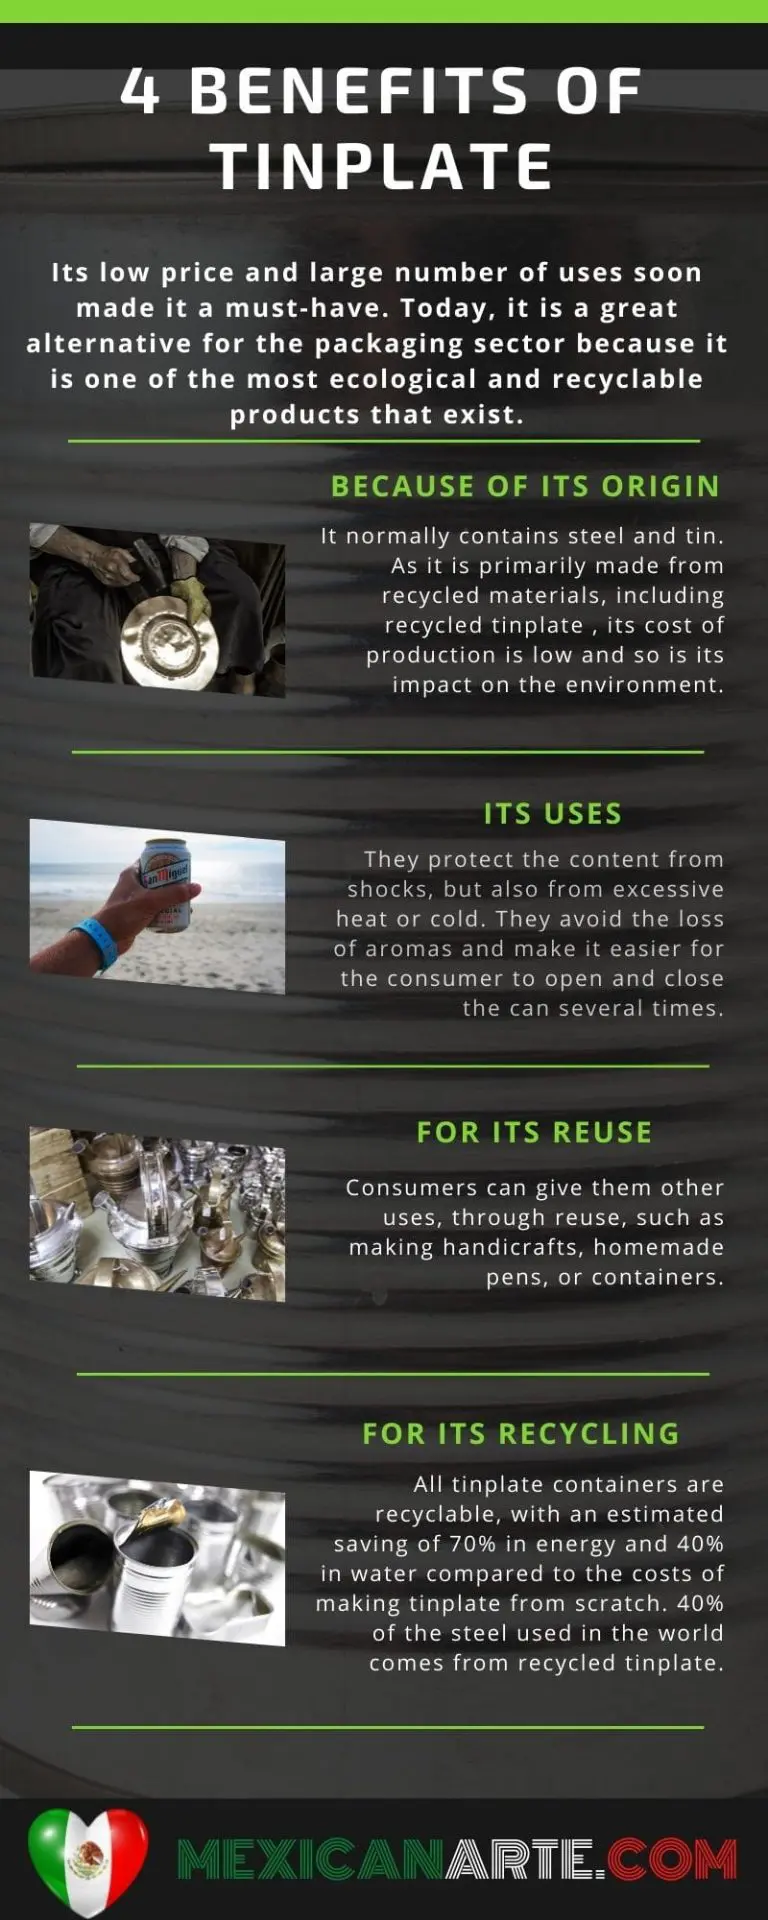 4 BENEFITS OF
TINPLATE
Its low price and large number of uses soon
made it a must-have. Today, it is a great
alternative for the packaging sector because it
is one of the most ecological and recyclable
products that exist.
BECAUSE OF ITS ORIGIN
It normally contains steel and tin.
As it is primarily made from
recycled materials, including
recycled tinplate , its cost of
production is low and so is its
impact on the environment.
ITS USES
They protect the content from
shocks, but also from excessive
heat or cold. They avoid the loss
of aromas and make it easier for
the consumer to open and close
the can several times.
San Miguel
FOR ITS REUSE
Consumers can give them other
uses, through reuse, such as
making handicrafts, homemade
pens, or containers.
FOR ITS RECYCLING
All tinplate containers are
recyclable, with an estimated
saving of 70% in energy and 40%
in water compared to the costs of
making tinplate from scratch. 40%
of the steel used in the world
comes from recycled tinplate.
MEXICANARTE.COM